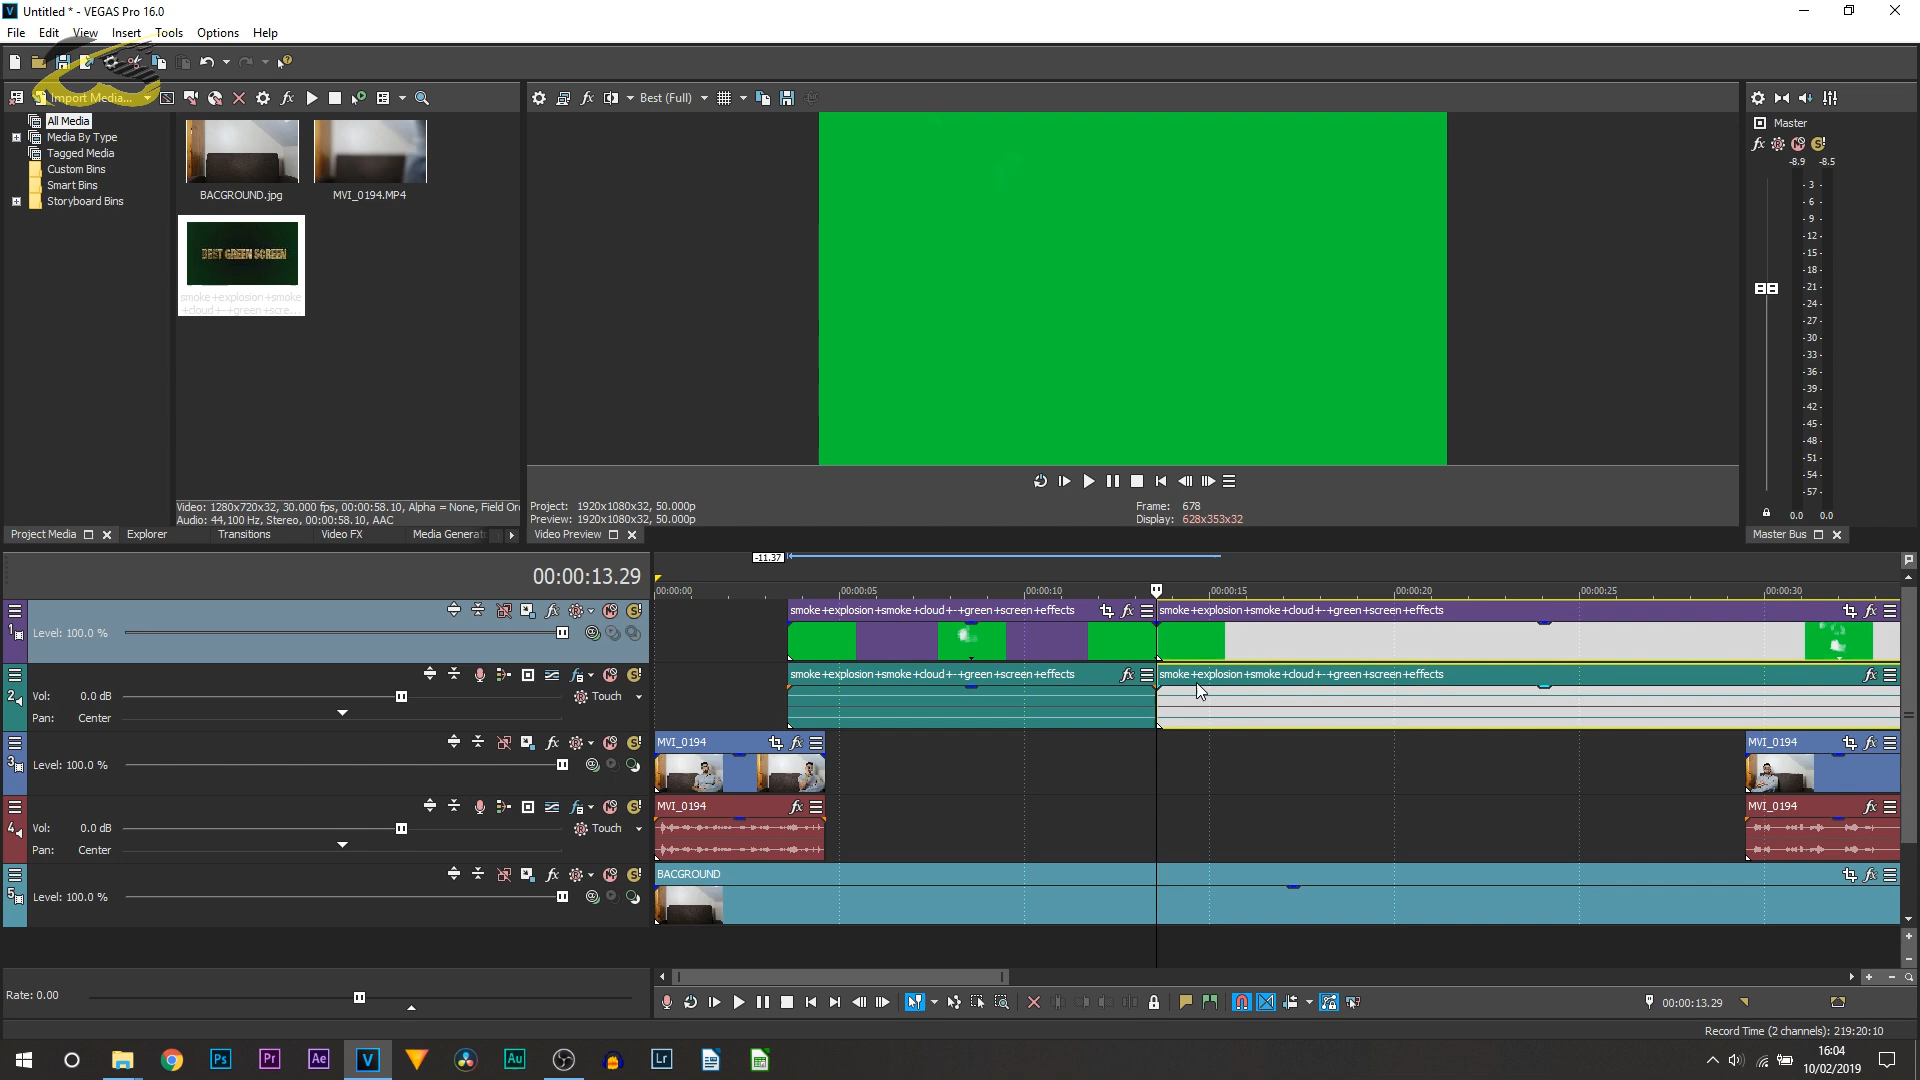 Untitled * - VEGAS Pro 16.0
File Edit View Insert Tools Options Help
Import Media...
All Media
Media By Type
Tagged Media
Custom Bins
Smart Bins
Storyboard Bins
BACGROUND.jpg
MVI_0194.MP4
BEST GREEN SCREEN
smoke+explosion+smoke
+cloud+-+green+scre...
Video: 1280x720x32, 30.000 fps, 00:00:58.10, Alpha = None, Field Or
Audio: 44,100 Hz, Stereo, 00:00:58.10, AAC
Project Media Explorer Transitions Video FX Media Generat
Best (Full)
Project: 1920x1080x32, 50.000p
Preview: 1920x1080x32, 50.000p
Frame: 678
Display: 628x353x32
Video Preview
Master
-8.9 -8.5
- 3 -
- 6 -
- 9 -
-12-
-15-
-18-
-21-
-24-
-27-
-30-
-33-
-36-
-39-
-42-
-45-
-48-
-51-
-54-
-57-
0.0 0.0
Master Bus
00:00:13.29
-11.37
00:00:00 00:00:05 00:00:10 00:00:15 00:00:20 00:00:25 00:00:30
1
Level: 100.0 %
smoke+explosion+smoke+cloud+-+green+screen+effects
smoke+explosion+smoke+cloud+-+green+screen+effects
2
Vol: 0.0 dB Touch
Pan: Center
smoke+explosion+smoke+cloud+-+green+screen+effects
smoke+explosion+smoke+cloud+-+green+screen+effects
3
Level: 100.0 %
MVI_0194
MVI_0194
4
Vol: 0.0 dB Touch
Pan: Center
MVI_0194
MVI_0194
5
Level: 100.0 %
BACGROUND
Rate: 0.00
00:00:13.29
Record Time (2 channels): 219:20:10
Ps Pr Ae V Au Lr
16:04
10/02/2019